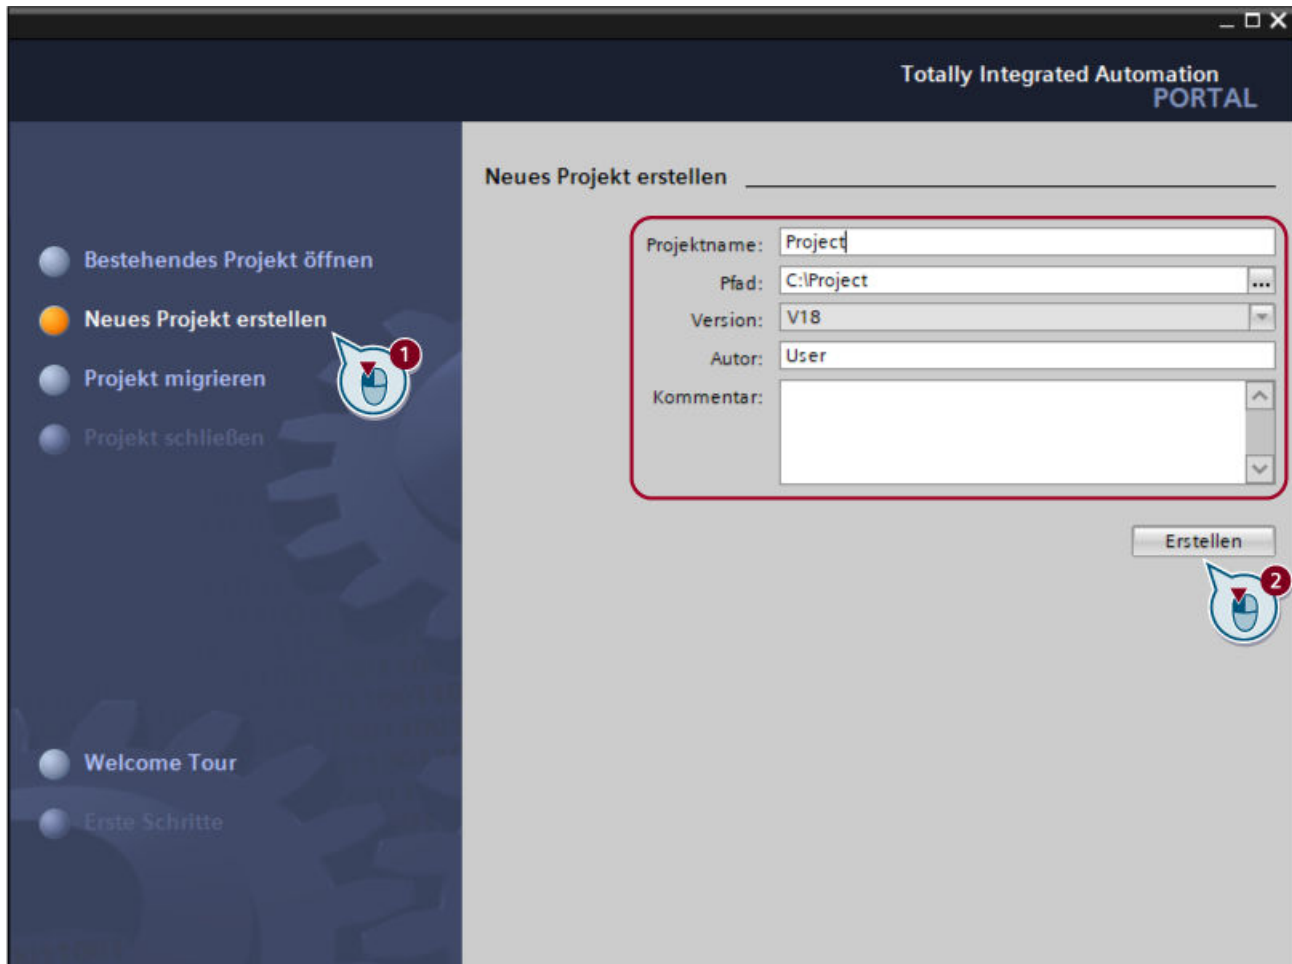 Totally Integrated Automation
PORTAL
Bestehendes Projekt öffnen
Neues Projekt erstellen
1
Projekt migrieren
Projekt schließen
Welcome Tour
Erste Schritte
Neues Projekt erstellen
Projektname: Project
Pfad: C:\Project ...
Version: V18
Autor: User
Kommentar:
Erstellen
2